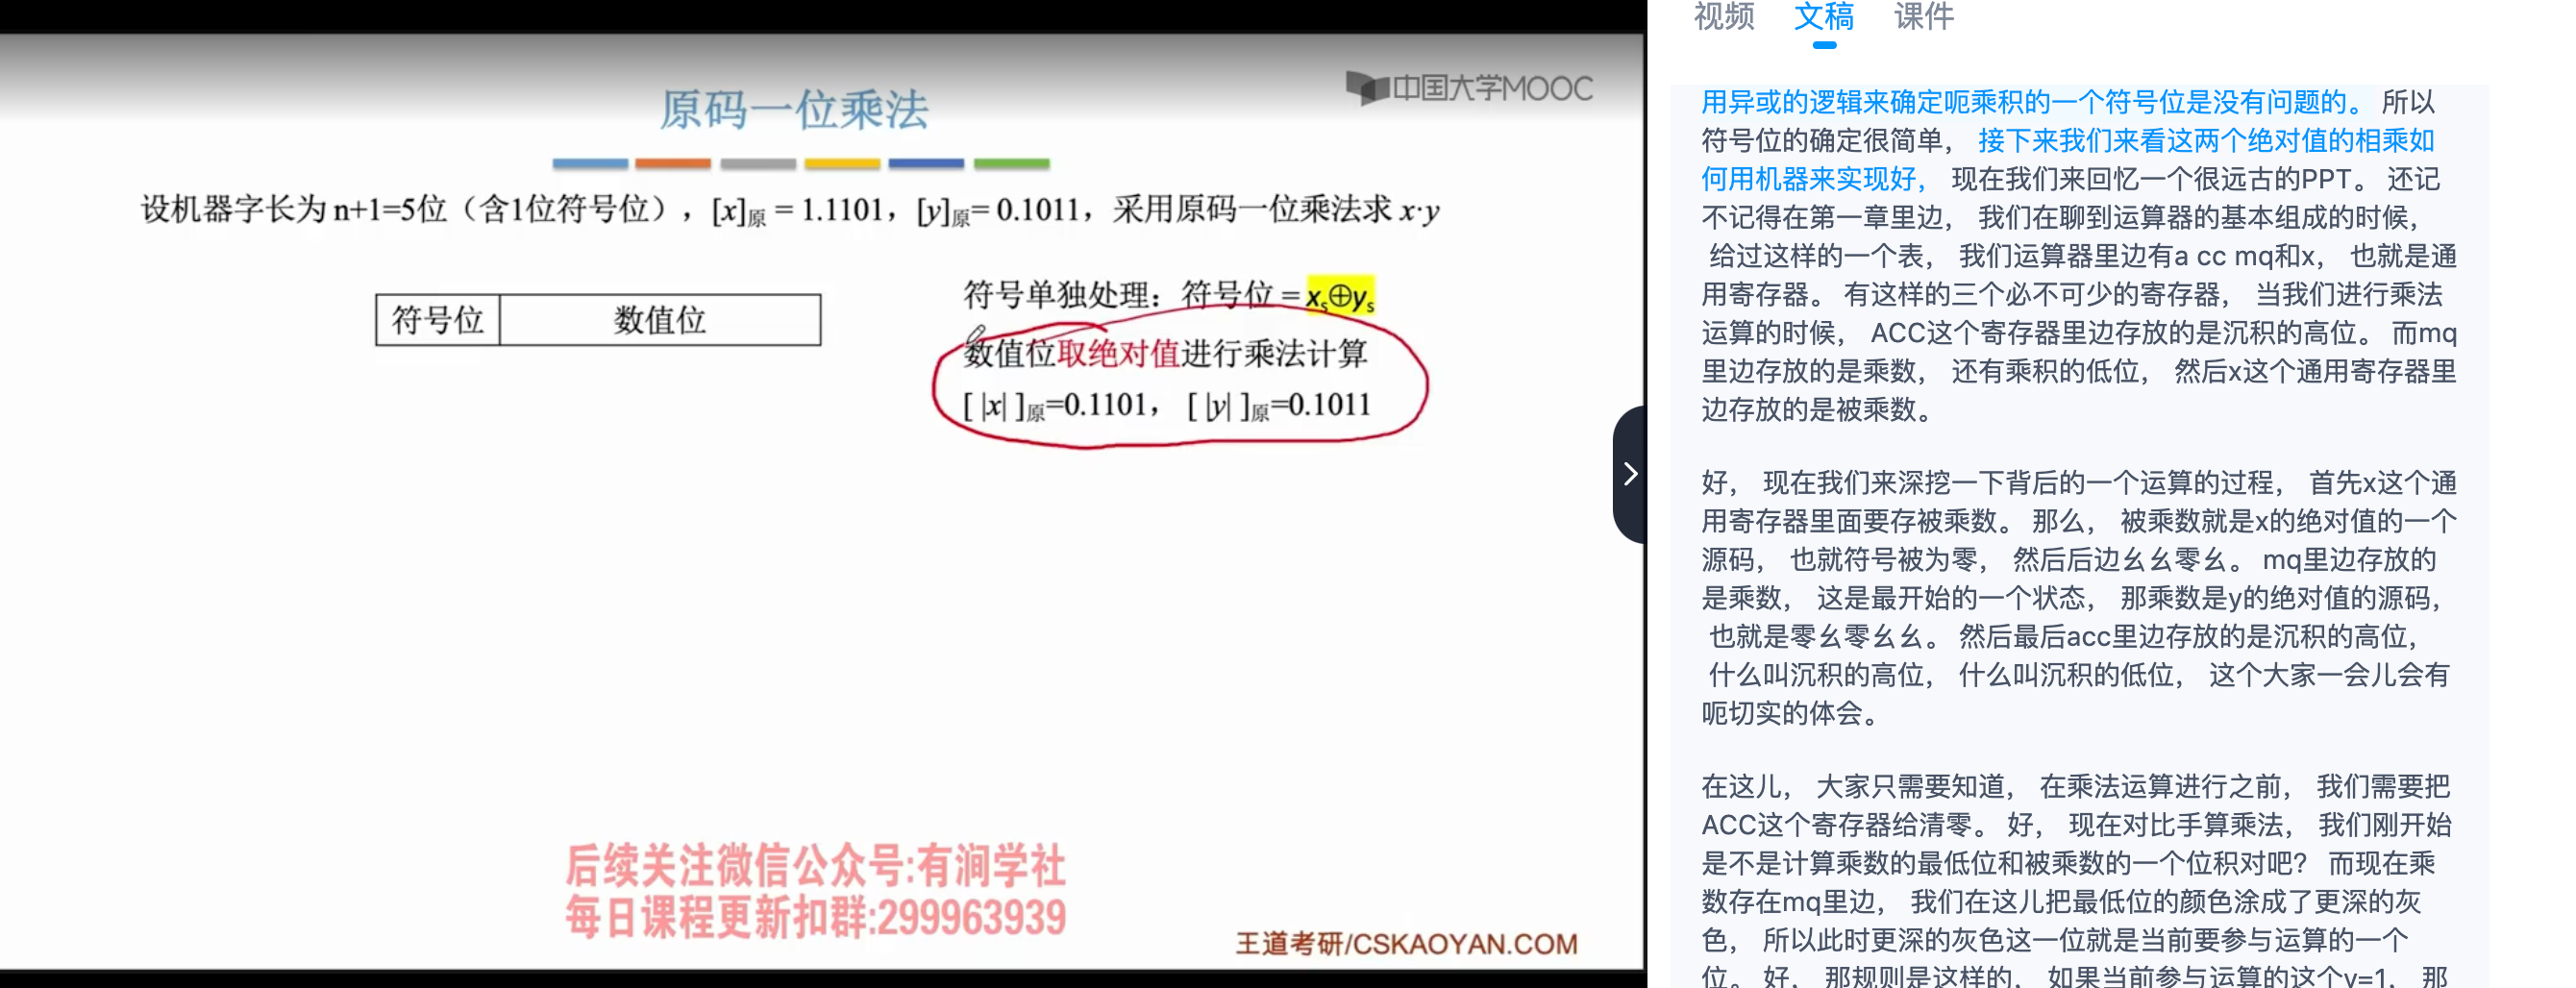 中国大学MOOC
原码一位乘法
设机器字长为 n+1=5位（含1位符号位），[x]原 = 1.1101，[y]原= 0.1011，采用原码一位乘法求 x·y
符号位 数值位
符号单独处理：符号位 = xs⊕ys
数值位取绝对值进行乘法计算
[ |x| ]原=0.1101， [ |y| ]原=0.1011
后续关注微信公众号:有涧学社
每日课程更新扣群:299963939
王道考研/CSKAOYAN.COM
视频 文稿 课件
用异或的逻辑来确定呃乘积的一个符号位是没有问题的。 所以
符号位的确定很简单， 接下来我们来看这两个绝对值的相乘如
何用机器来实现好， 现在我们来回忆一个很远古的PPT。 还记
不记得在第一章里边， 我们在聊到运算器的基本组成的时候，
给过这样的一个表， 我们运算器里边有a cc mq和x， 也就是通
用寄存器。 有这样的三个必不可少的寄存器， 当我们进行乘法
运算的时候， ACC这个寄存器里边存放的是沉积的高位。 而mq
里边存放的是乘数， 还有乘积的低位， 然后x这个通用寄存器里
边存放的是被乘数。
好， 现在我们来深挖一下背后的一个运算的过程， 首先x这个通
用寄存器里面要存被乘数。 那么， 被乘数就是x的绝对值的一个
源码， 也就符号被为零， 然后后边幺幺零幺。 mq里边存放的
是乘数， 这是最开始的一个状态， 那乘数是y的绝对值的源码，
也就是零幺零幺幺。 然后最后acc里边存放的是沉积的高位，
什么叫沉积的高位， 什么叫沉积的低位， 这个大家一会儿会有
呃切实的体会。
在这儿， 大家只需要知道， 在乘法运算进行之前， 我们需要把
ACC这个寄存器给清零。 好， 现在对比手算乘法， 我们刚开始
是不是计算乘数的最低位和被乘数的一个位积对吧？ 而现在乘
数存在mq里边， 我们在这儿把最低位的颜色涂成了更深的灰
色， 所以此时更深的灰色这一位就是当前要参与运算的一个
位。 好， 那规则是这样的， 如果当前参与运算的这个y=1， 那